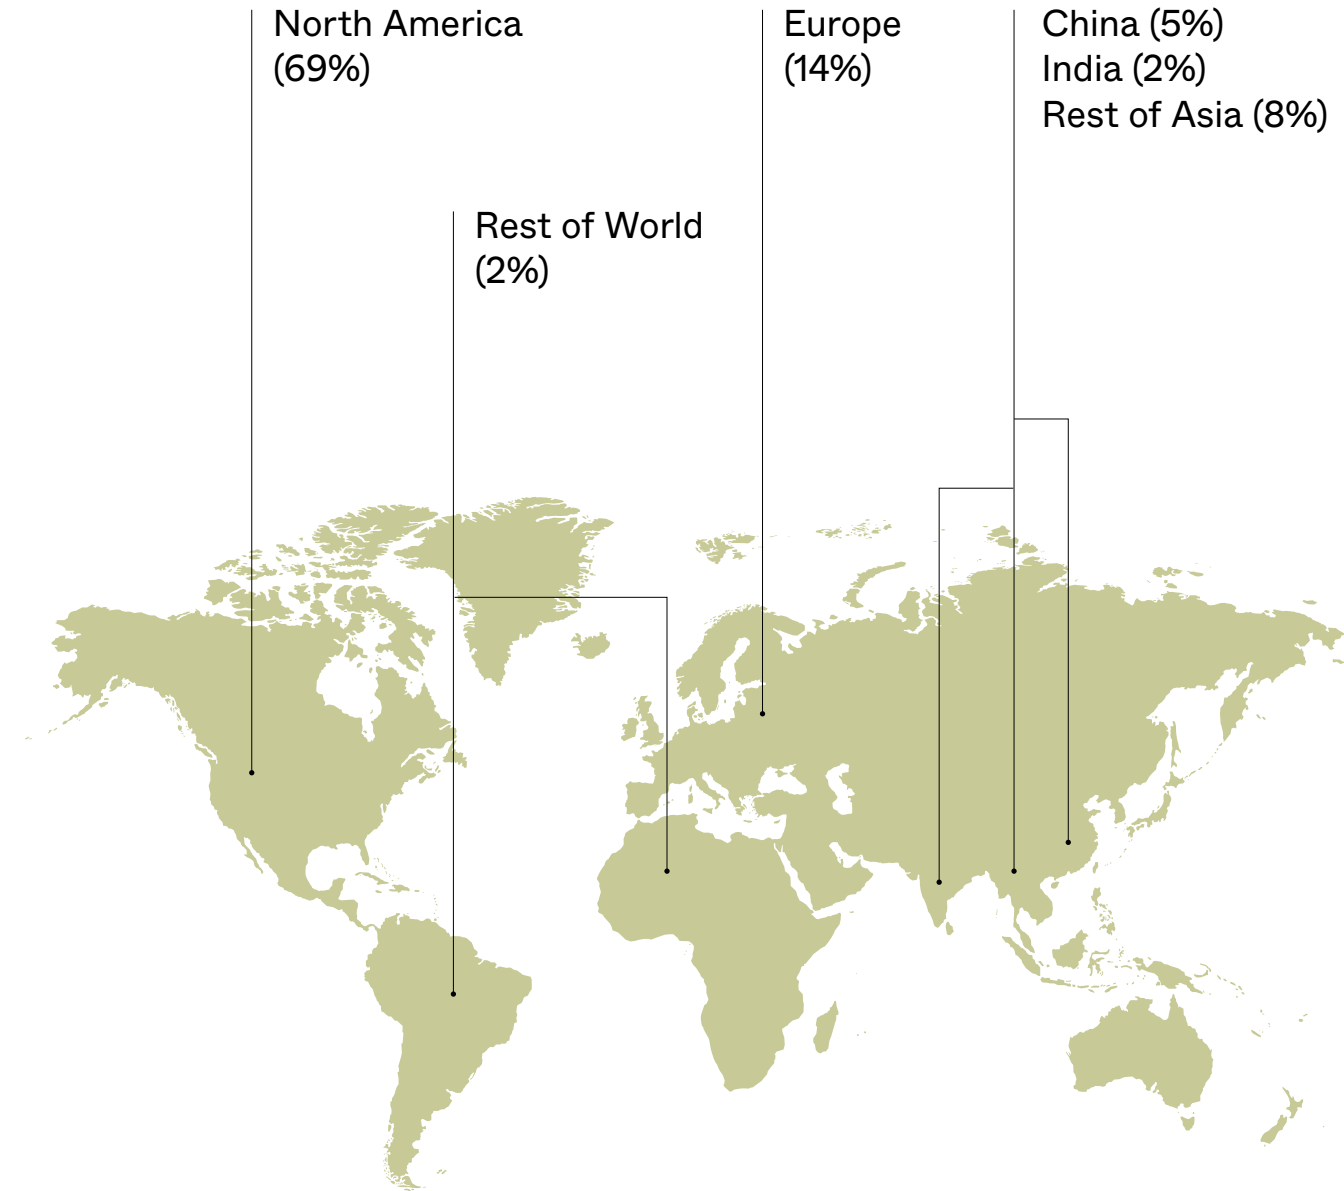 North America
(69%)
Europe
(14%)
China (5%)
India (2%)
Rest of Asia (8%)
Rest of World
(2%)